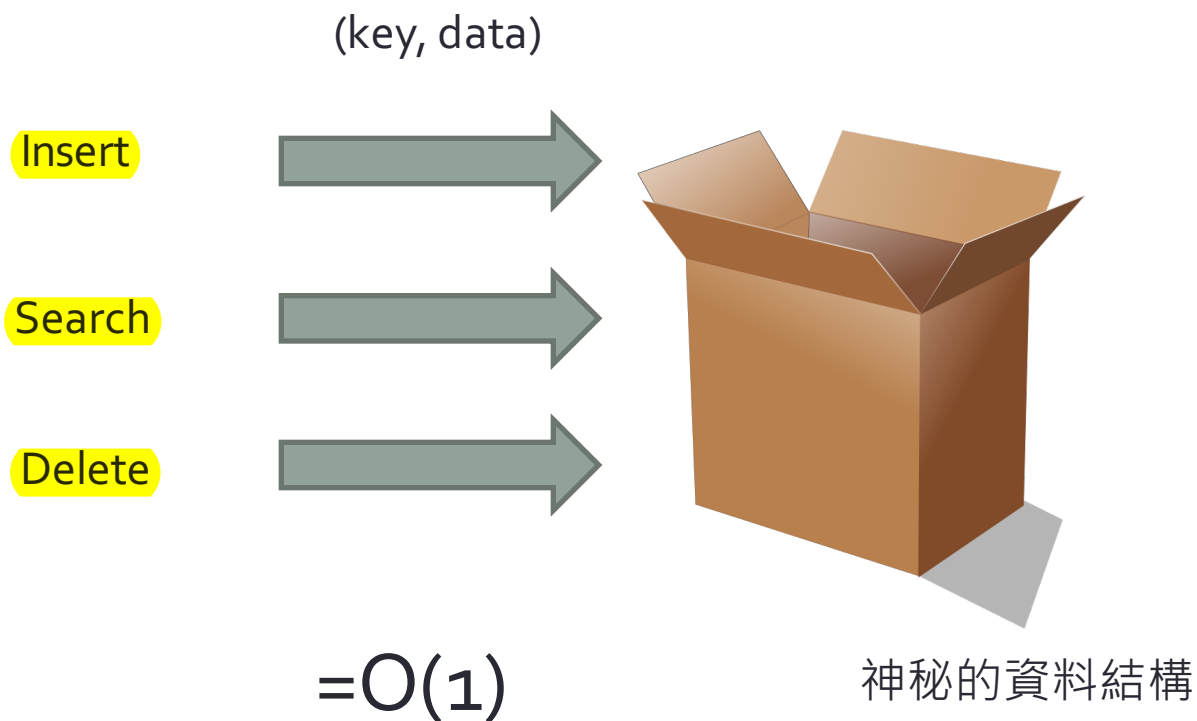 (key, data)
Insert
Search
Delete
=O(1)
神秘的資料結構